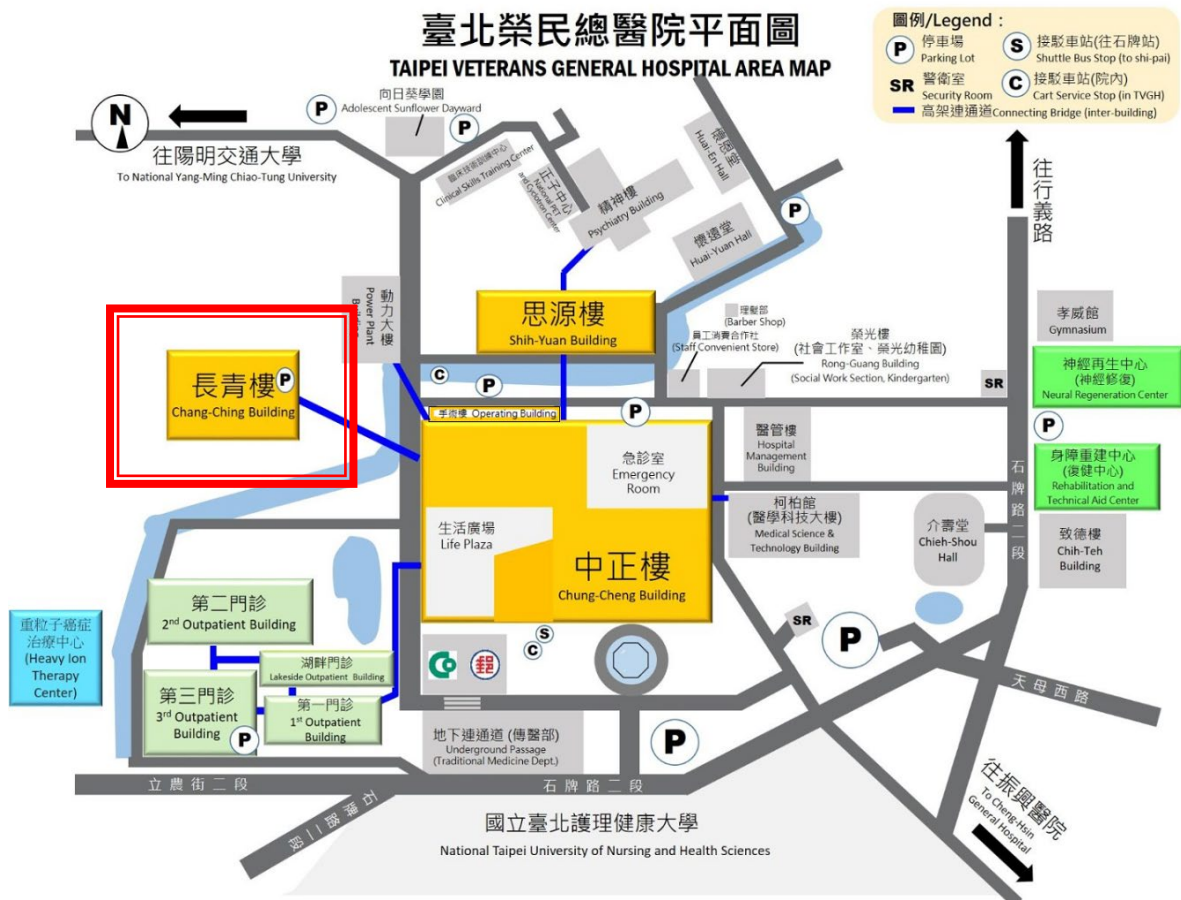 臺北榮民總醫院平面圖
TAIPEI VETERANS GENERAL HOSPITAL AREA MAP
圖例/Legend :
P 停車場
Parking Lot
S 接駁車站(往石牌站)
Shuttle Bus Stop (to shi-pai)
SR 警衛室
Security Room
C 接駁車站(院內)
Cart Service Stop (in TVGH)
高架連通道Connecting Bridge (inter-building)
N
往陽明交通大學
To National Yang-Ming Chiao-Tung University
P
向日葵學園
Adolescent Sunflower Dayward
P
臨床技術訓練中心
Clinical Skills Training Center
正子中心
National PET
and Cyclotron Center
精神樓
Psychiatry Building
懷恩堂
Huai-En Hall
懷遠堂
Huai-Yuan Hall
P
往行義路
動力大樓
Power Plant
思源樓
Shih-Yuan Building
理髮部
(Barber Shop)
員工消費合作社
(Staff Convenient Store)
榮光樓
(社會工作室、榮光幼稚園)
Rong-Guang Building
(Social Work Section, Kindergarten)
孝威館
Gymnasium
神經再生中心
(神經修復)
Neural Regeneration Center
SR
長青樓
P
Chang-Ching Building
C
P
手術樓 Operating Building
P
P
急診室
Emergency
Room
醫管樓
Hospital
Management
Building
身障重建中心
(復健中心)
Rehabilitation and
Technical Aid Center
石牌路二段
柯柏館
(醫學科技大樓)
Medical Science &
Technology Building
介壽堂
Chieh-Shou
Hall
致德樓
Chih-Teh
Building
生活廣場
Life Plaza
中正樓
Chung-Cheng Building
第二門診
2nd Outpatient Building
重粒子癌症
治療中心
(Heavy Ion
Therapy
Center)
湖畔門診
Lakeside Outpatient Building
第三門診
3rd Outpatient
Building
P
第一門診
1st Outpatient
Building
S
C
郵
SR
P
天母西路
地下連通道 (傳醫部)
Underground Passage
(Traditional Medicine Dept.)
P
立農街二段
石牌路二段
石牌路二段
往振興醫院
To Cheng-Hsin
General Hospital
國立臺北護理健康大學
National Taipei University of Nursing and Health Sciences